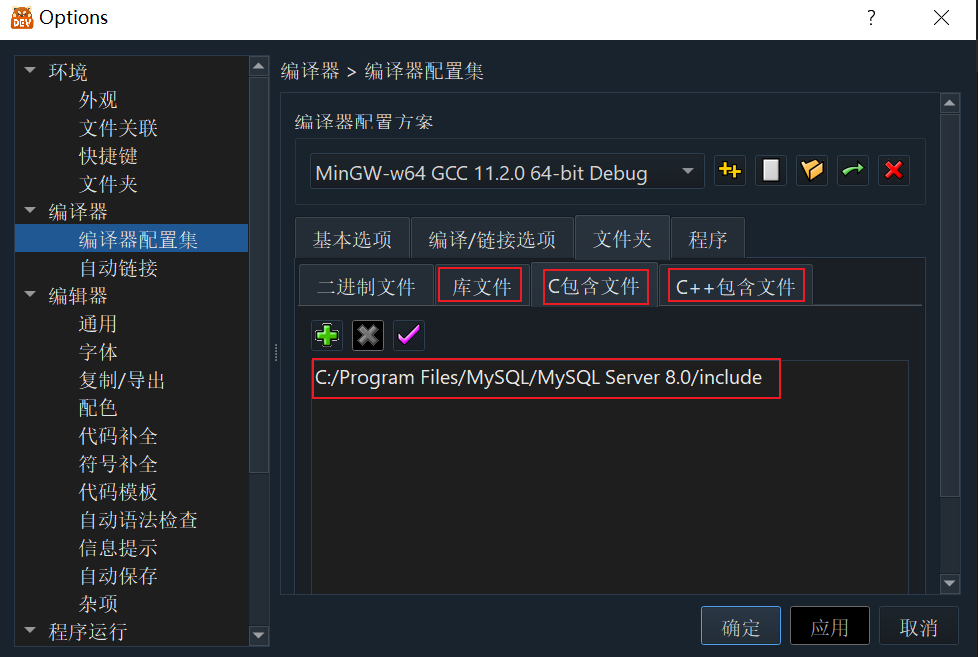 Options
环境
外观
文件关联
快捷键
文件夹
编译器
编译器配置集
自动链接
编辑器
通用
字体
复制/导出
配色
代码补全
符号补全
代码模板
自动语法检查
信息提示
自动保存
杂项
程序运行
编译器 > 编译器配置集
编译器配置方案
MinGW-w64 GCC 11.2.0 64-bit Debug
基本选项 编译/链接选项 文件夹 程序
二进制文件 库文件 C包含文件 C++包含文件
C:/Program Files/MySQL/MySQL Server 8.0/include
确定 应用 取消